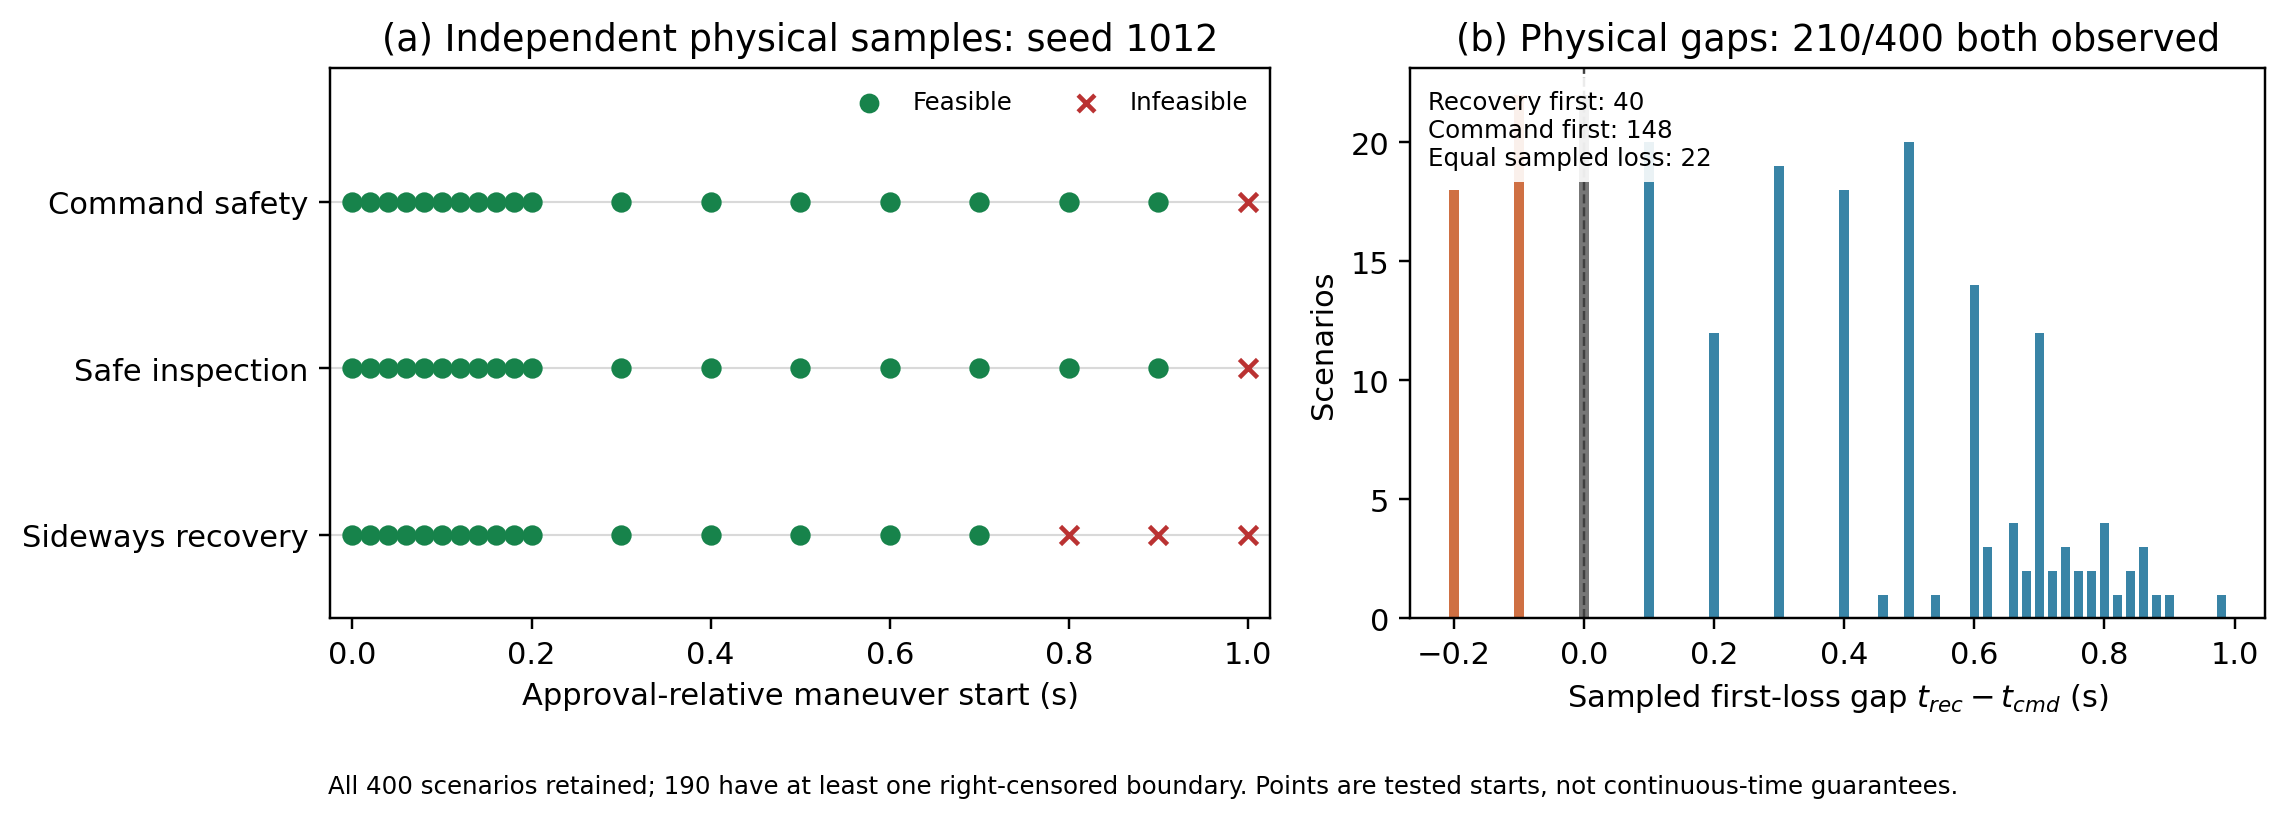 (a) Independent physical samples: seed 1012
Feasible
Infeasible
Command safety
Safe inspection
Sideways recovery
0.0 0.2 0.4 0.6 0.8 1.0
Approval-relative maneuver start (s)
(b) Physical gaps: 210/400 both observed
Recovery first: 40
Command first: 148
Equal sampled loss: 22
Scenarios
20
15
10
5
0
−0.2 0.0 0.2 0.4 0.6 0.8 1.0
Sampled first-loss gap t_rec − t_cmd (s)
All 400 scenarios retained; 190 have at least one right-censored boundary. Points are tested starts, not continuous-time guarantees.